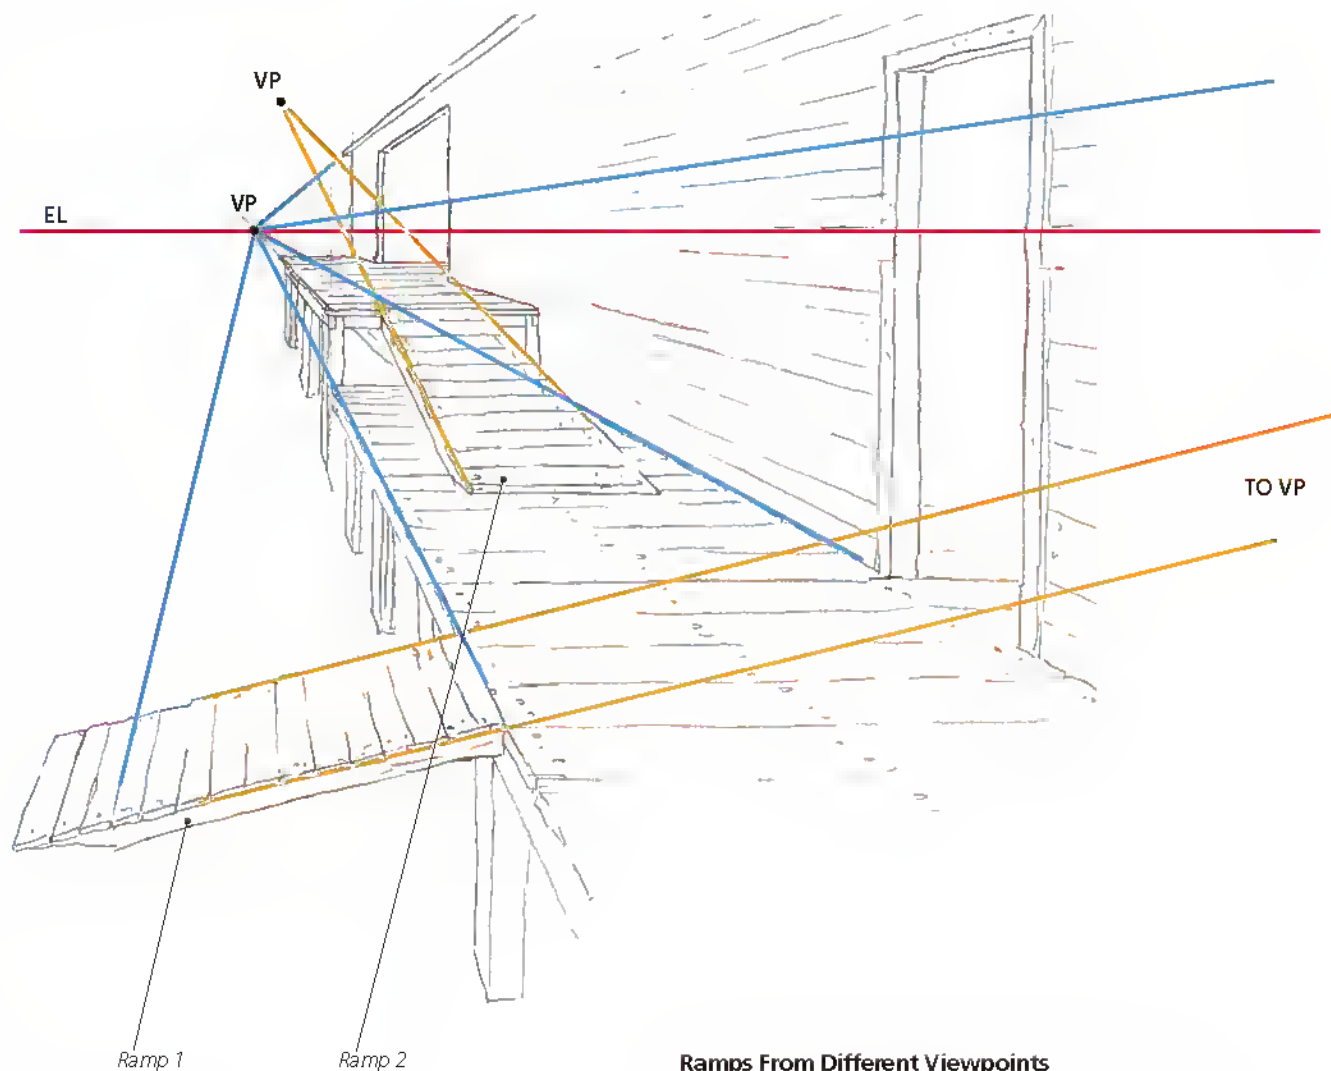 VP
VP
EL
TO VP
Ramp 1
Ramp 2
Ramps From Different Viewpoints